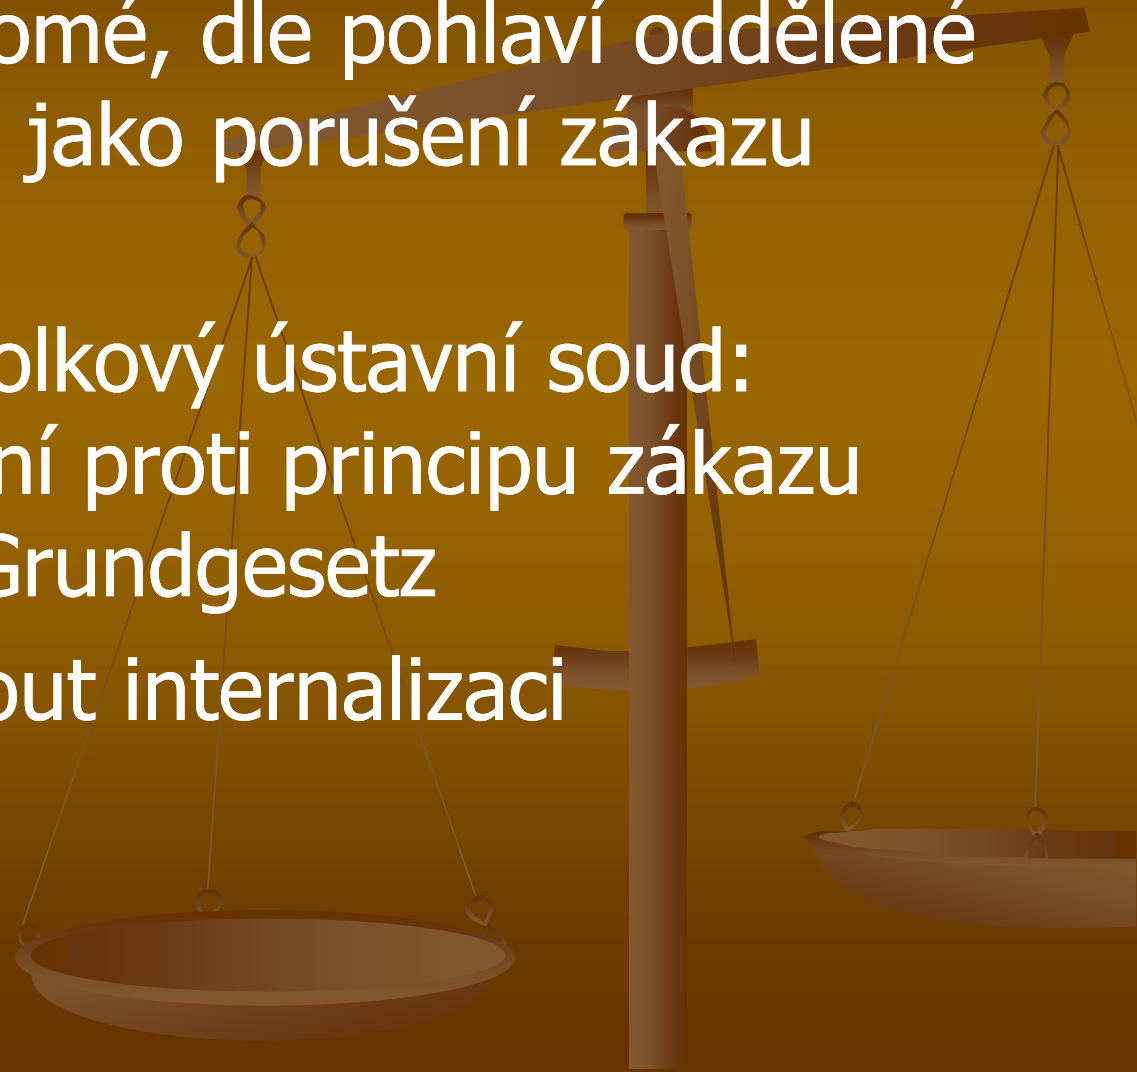 omé, dle pohlaví oddělené
jako porušení zákazu
olkový ústavní soud:
ní proti principu zákazu
Grundgesetz
out internalizaci